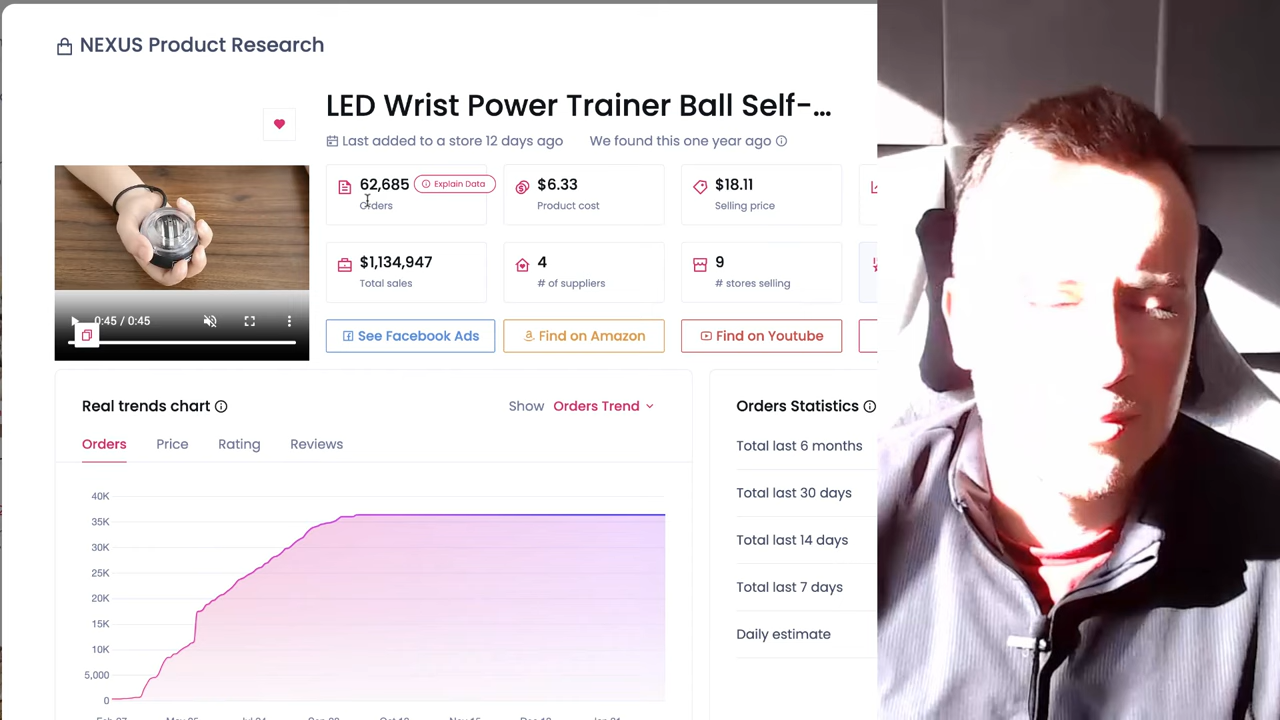 NEXUS Product Research
LED Wrist Power Trainer Ball Self-...
Last added to a store 12 days ago
We found this one year ago
62,685
Explain Data
Orders
$6.33
Product cost
$18.11
Selling price
$1,134,947
Total sales
4
# of suppliers
9
# stores selling
0:45 / 0:45
See Facebook Ads
Find on Amazon
Find on Youtube
Real trends chart
Show Orders Trend
Orders
Price
Rating
Reviews
40K
35K
30K
25K
20K
15K
10K
5,000
0
Orders Statistics
Total last 6 months
Total last 30 days
Total last 14 days
Total last 7 days
Daily estimate